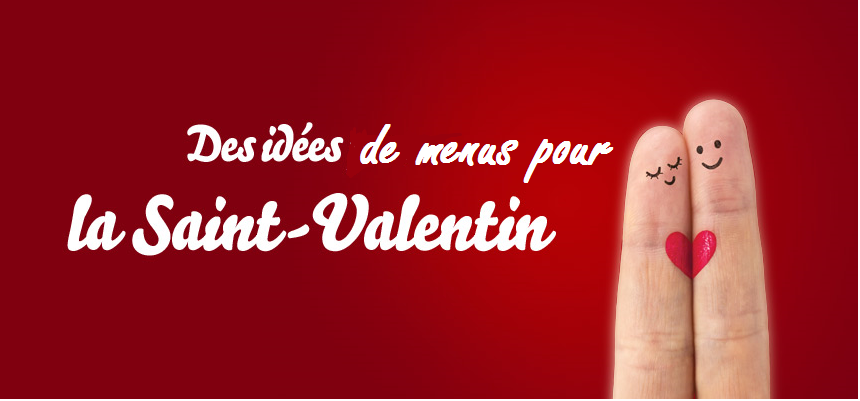 Des idées de menus pour
la Saint-Valentin